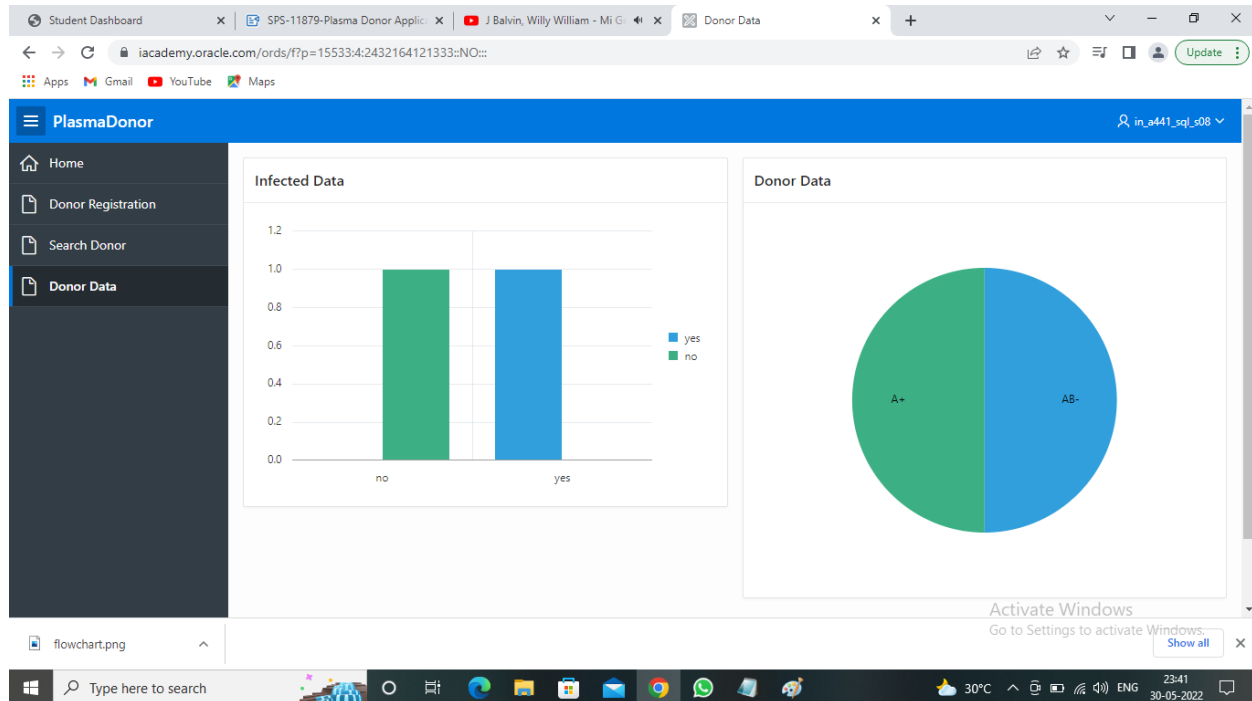 Student Dashboard
SPS-11879-Plasma Donor Applic
J Balvin, Willy William - Mi G
Donor Data
iacademy.oracle.com/ords/f?p=15533:4:2432164121333::NO:::
Update
Apps
Gmail
YouTube
Maps
PlasmaDonor
in_a441_sql_s08
Home
Donor Registration
Search Donor
Donor Data
Infected Data
1.2
1.0
0.8
0.6
0.4
0.2
0.0
no
yes
yes
no
Donor Data
A+
AB-
Activate Windows
Go to Settings to activate Windows.
flowchart.png
Show all
Type here to search
30°C
ENG
23:41
30-05-2022